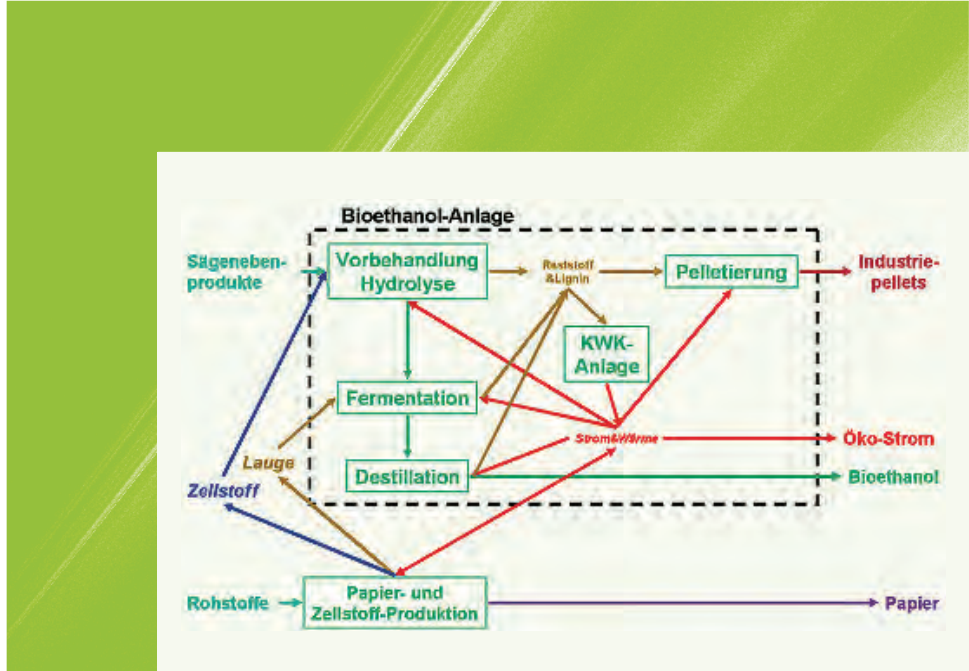 Bioethanol-Anlage
Sägeneben-
produkte
Vorbehandlung
Hydrolyse
Reststoff
&Lignin
Pelletierung
Industrie-
pellets
KWK-
Anlage
Fermentation
Strom&Wärme
Öko-Strom
Lauge
Zellstoff
Destillation
Bioethanol
Rohstoffe
Papier- und
Zellstoff-Produktion
Papier